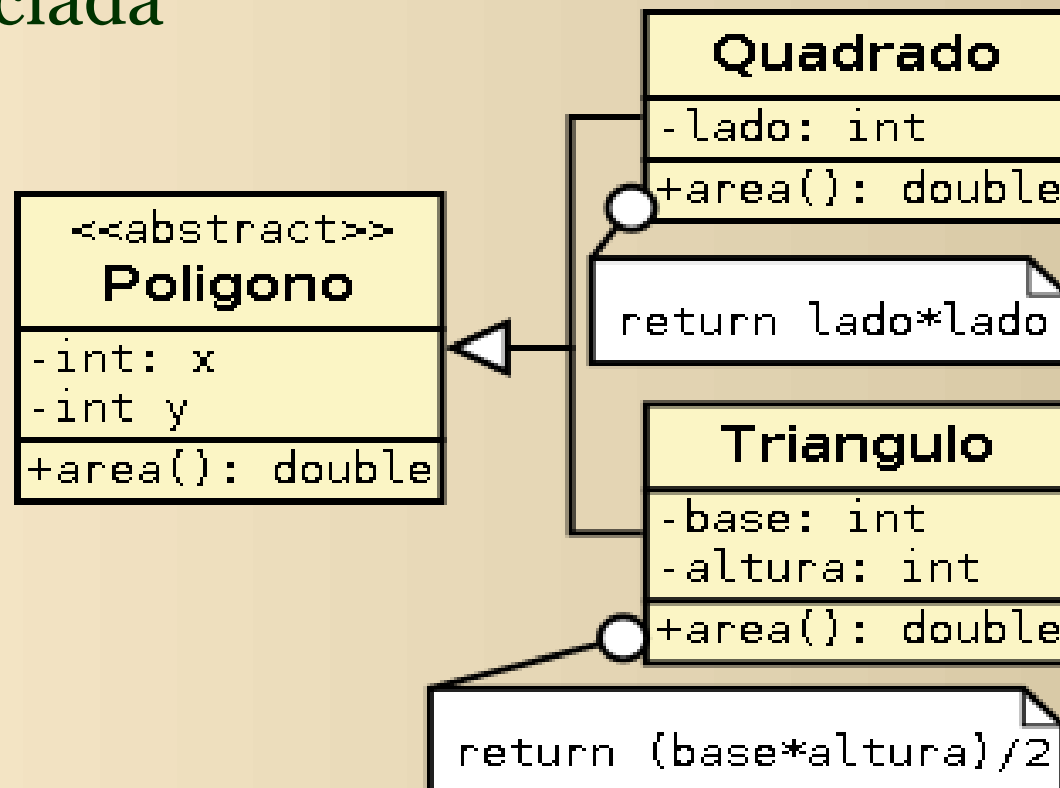 <<abstract>>
Poligono
-int: x
-int y
+area(): double
Quadrado
-lado: int
+area(): double
return lado*lado
Triangulo
-base: int
-altura: int
+area(): double
return (base*altura)/2